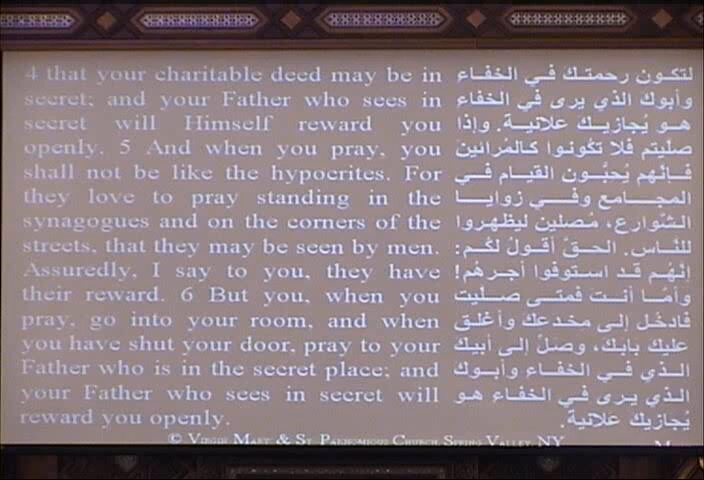 4 that your charitable deed may be in
secret; and your Father who sees in
secret will Himself reward you
openly. 5 And when you pray, you
shall not be like the hypocrites. For
they love to pray standing in the
synagogues and on the corners of the
streets, that they may be seen by men.
Assuredly, I say to you, they have
their reward. 6 But you, when you
pray, go into your room, and when
you have shut your door, pray to your
Father who is in the secret place; and
your Father who sees in secret will
reward you openly.
لتكون رحمتك في الخفاء
وأبوك الذي يرى في الخفاء
هو يُجازيك علانية. وإذا
صليتم فلا تكونوا كالمُرائين
فإنهم يُحبُّون القيام في
المجامع وفي زوايا
الشَّوارع، مُصلين ليظهروا
للنَّاس. الحقَّ أقولُ لكُم:
إنَّهُم قد استوفوا أجرهُم!
وأمَّا أنت فمتى صليت
فادخُل إلى مخدعك وأغلق
عليك بابك، وصلِّ إلى أبيك
الذي في الخفاء وأبوك
الذي يرى في الخفاء هو
يُجازيك علانية.
© Virgin Mary & St. Pakhomious Church, Spring Valley, NY